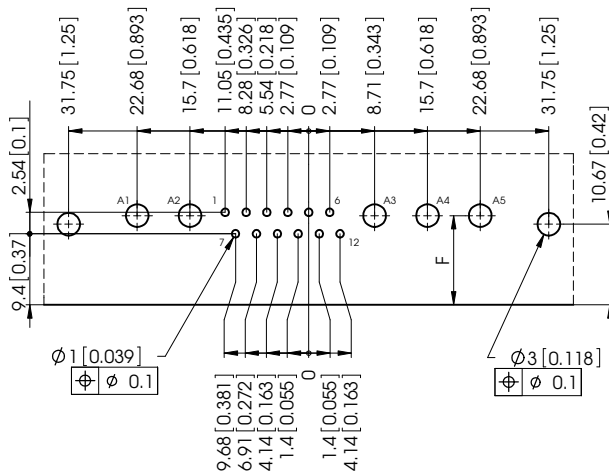 31.75 [1.25]
22.68 [0.893]
15.7 [0.618]
11.05 [0.435]
8.28 [0.326]
5.54 [0.218]
2.77 [0.109]
0
2.77 [0.109]
8.71 [0.343]
15.7 [0.618]
22.68 [0.893]
31.75 [1.25]
2.54 [0.1]
10.67 [0.42]
A1
A2
1
6
A3
A4
A5
7
12
9.4 [0.37]
F
Ø1 [0.039]
⌖ Ø 0.1
Ø3 [0.118]
⌖ Ø 0.1
9.68 [0.381]
6.91 [0.272]
4.14 [0.163]
1.4 [0.055]
0
1.4 [0.055]
4.14 [0.163]